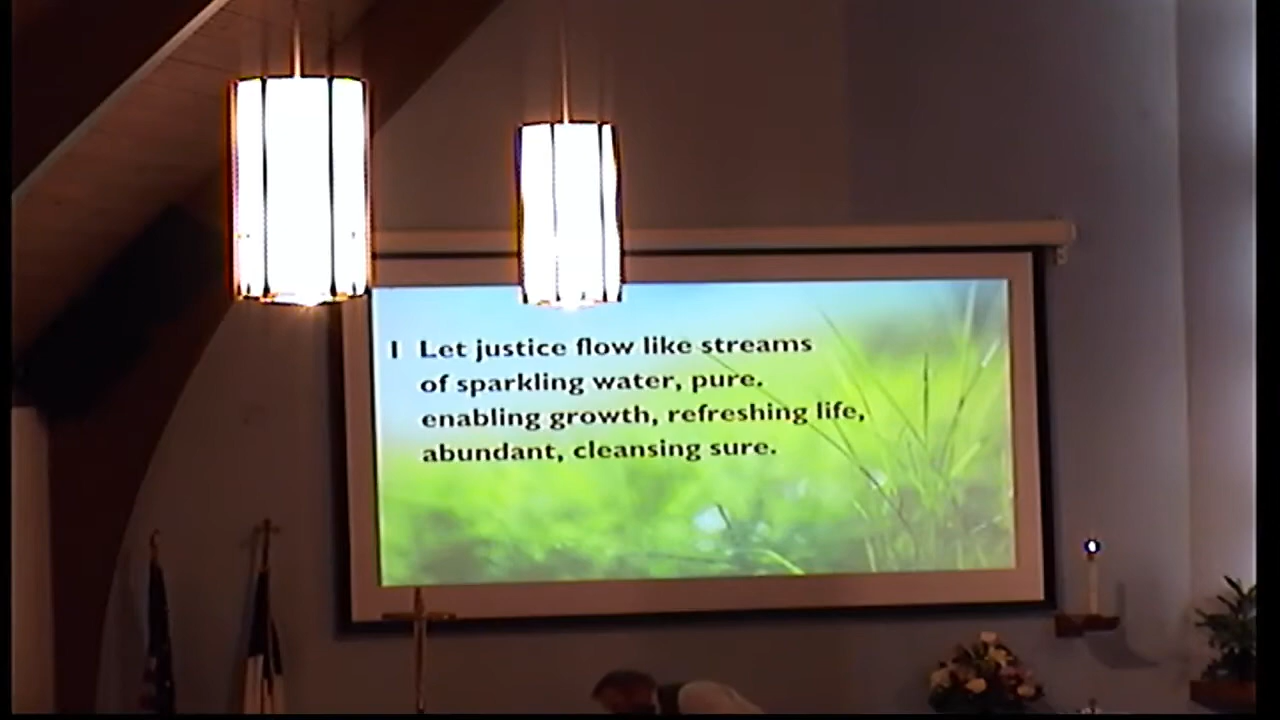 1 Let justice flow like streams
of sparkling water, pure.
enabling growth, refreshing life,
abundant, cleansing sure.